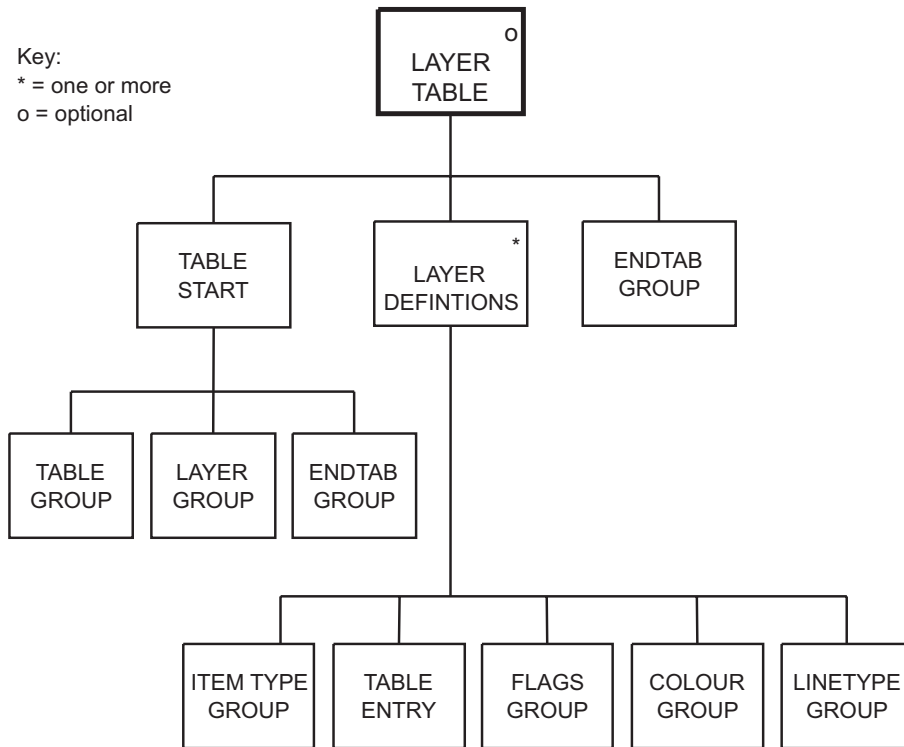 Key:
* = one or more
o = optional
o
LAYER
TABLE
TABLE
START
*
LAYER
DEFINTIONS
ENDTAB
GROUP
TABLE
GROUP
LAYER
GROUP
ENDTAB
GROUP
ITEM TYPE
GROUP
TABLE
ENTRY
FLAGS
GROUP
COLOUR
GROUP
LINETYPE
GROUP